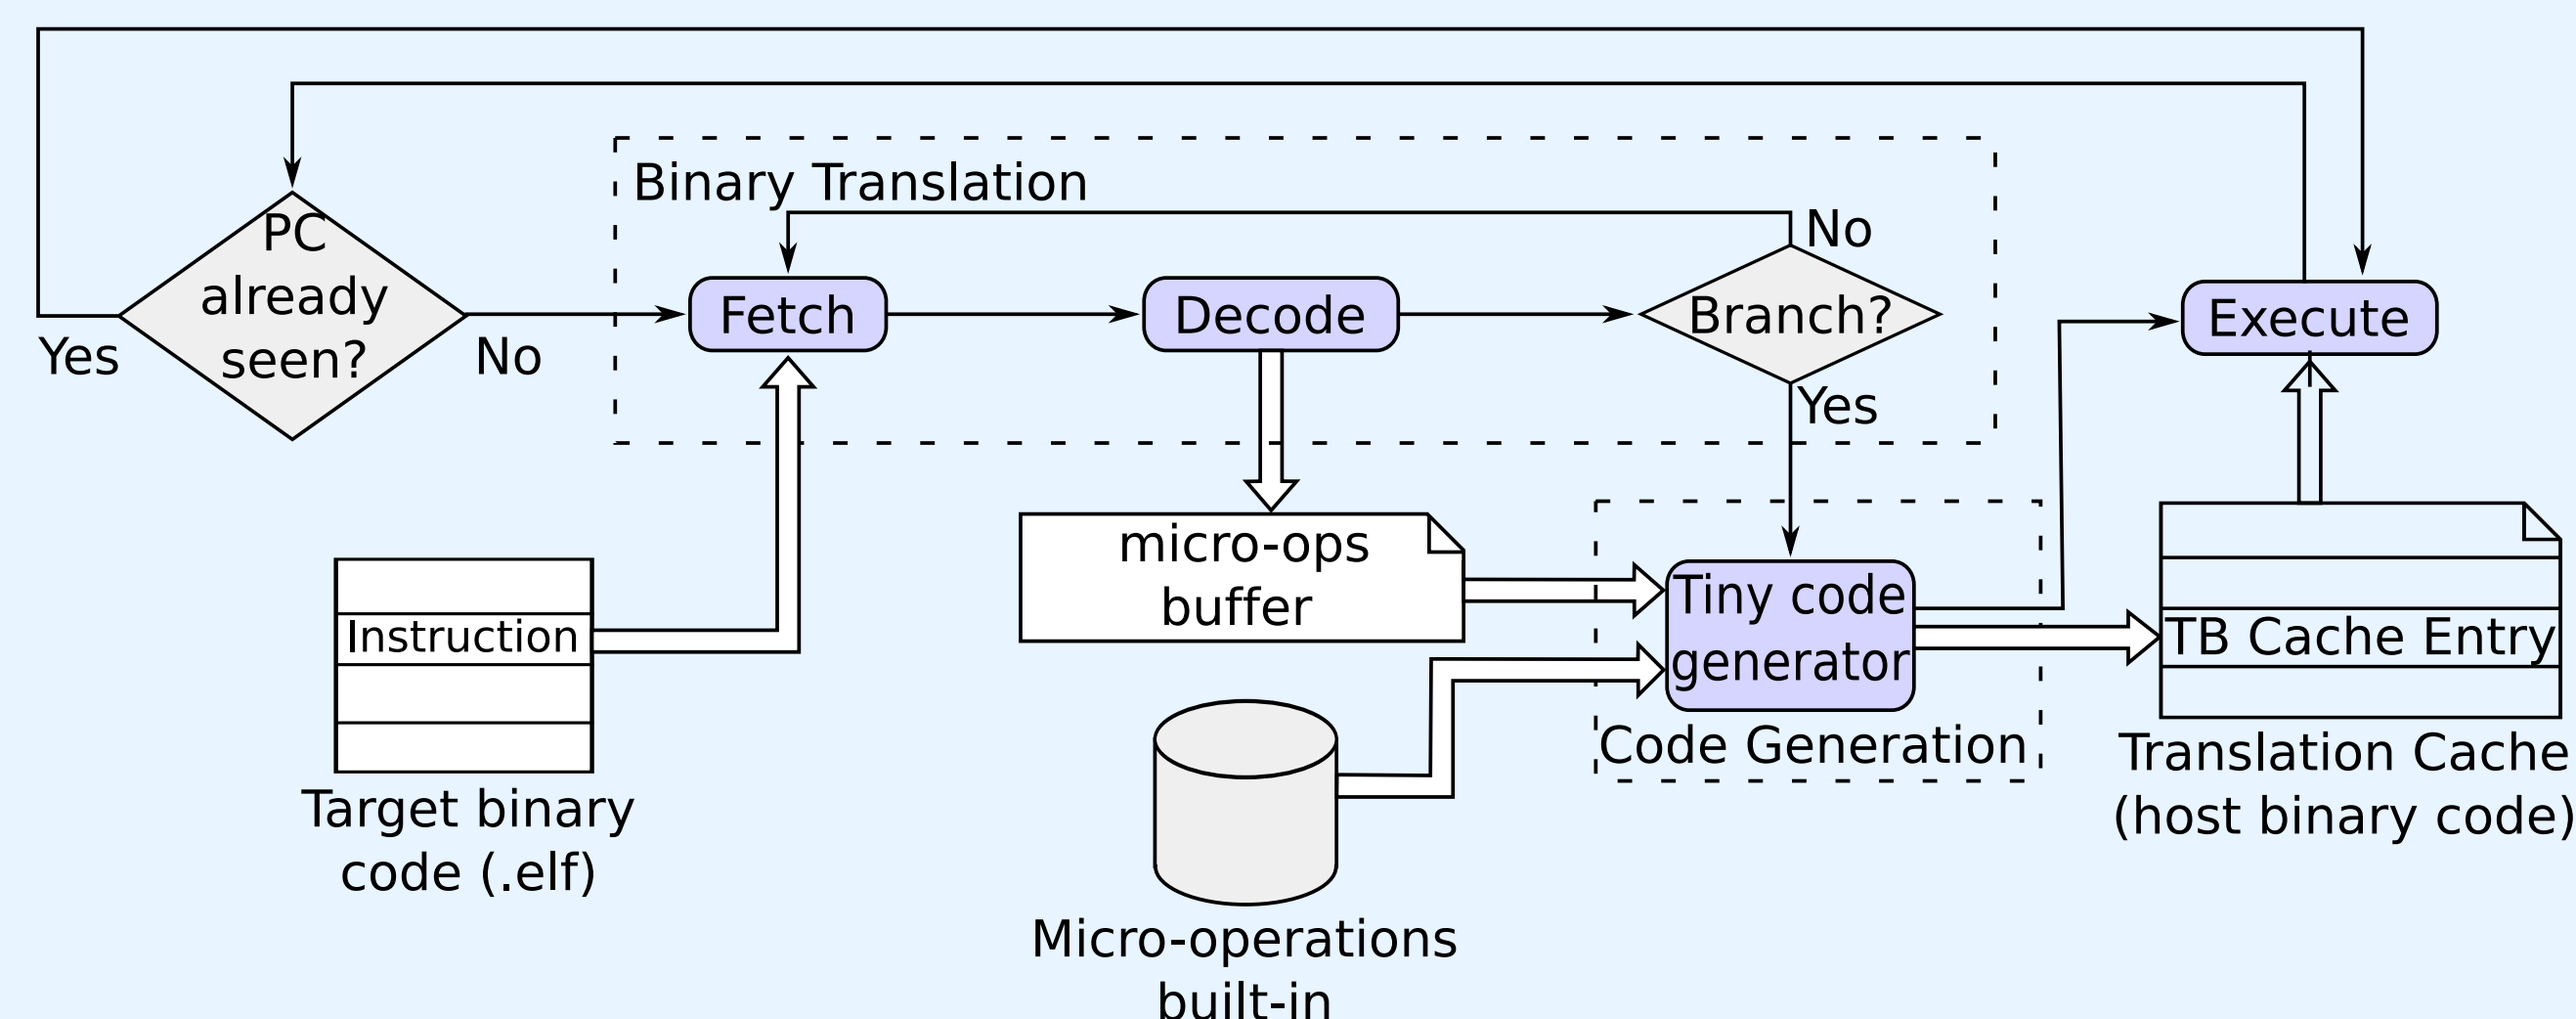 Binary Translation
PC
already
seen?
Yes
No
Fetch
Decode
Branch?
No
Yes
Execute
micro-ops
buffer
Instruction
Target binary
code (.elf)
Tiny code
generator
Code Generation
TB Cache Entry
Translation Cache
(host binary code)
Micro-operations
built-in